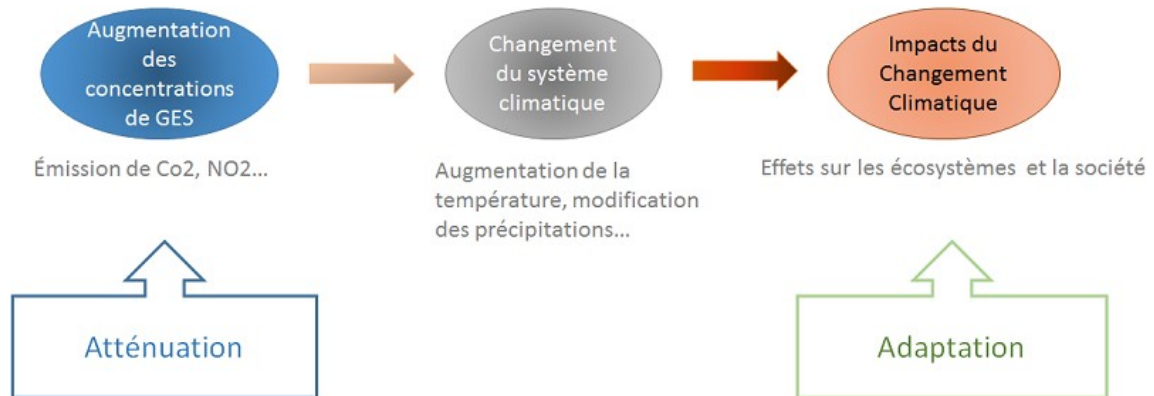 Augmentation
des
concentrations
de GES
Changement
du système
climatique
Impacts du
Changement
Climatique
Émission de Co2, NO2...
Augmentation de la
température, modification
des précipitations...
Effets sur les écosystèmes et la société
Atténuation
Adaptation